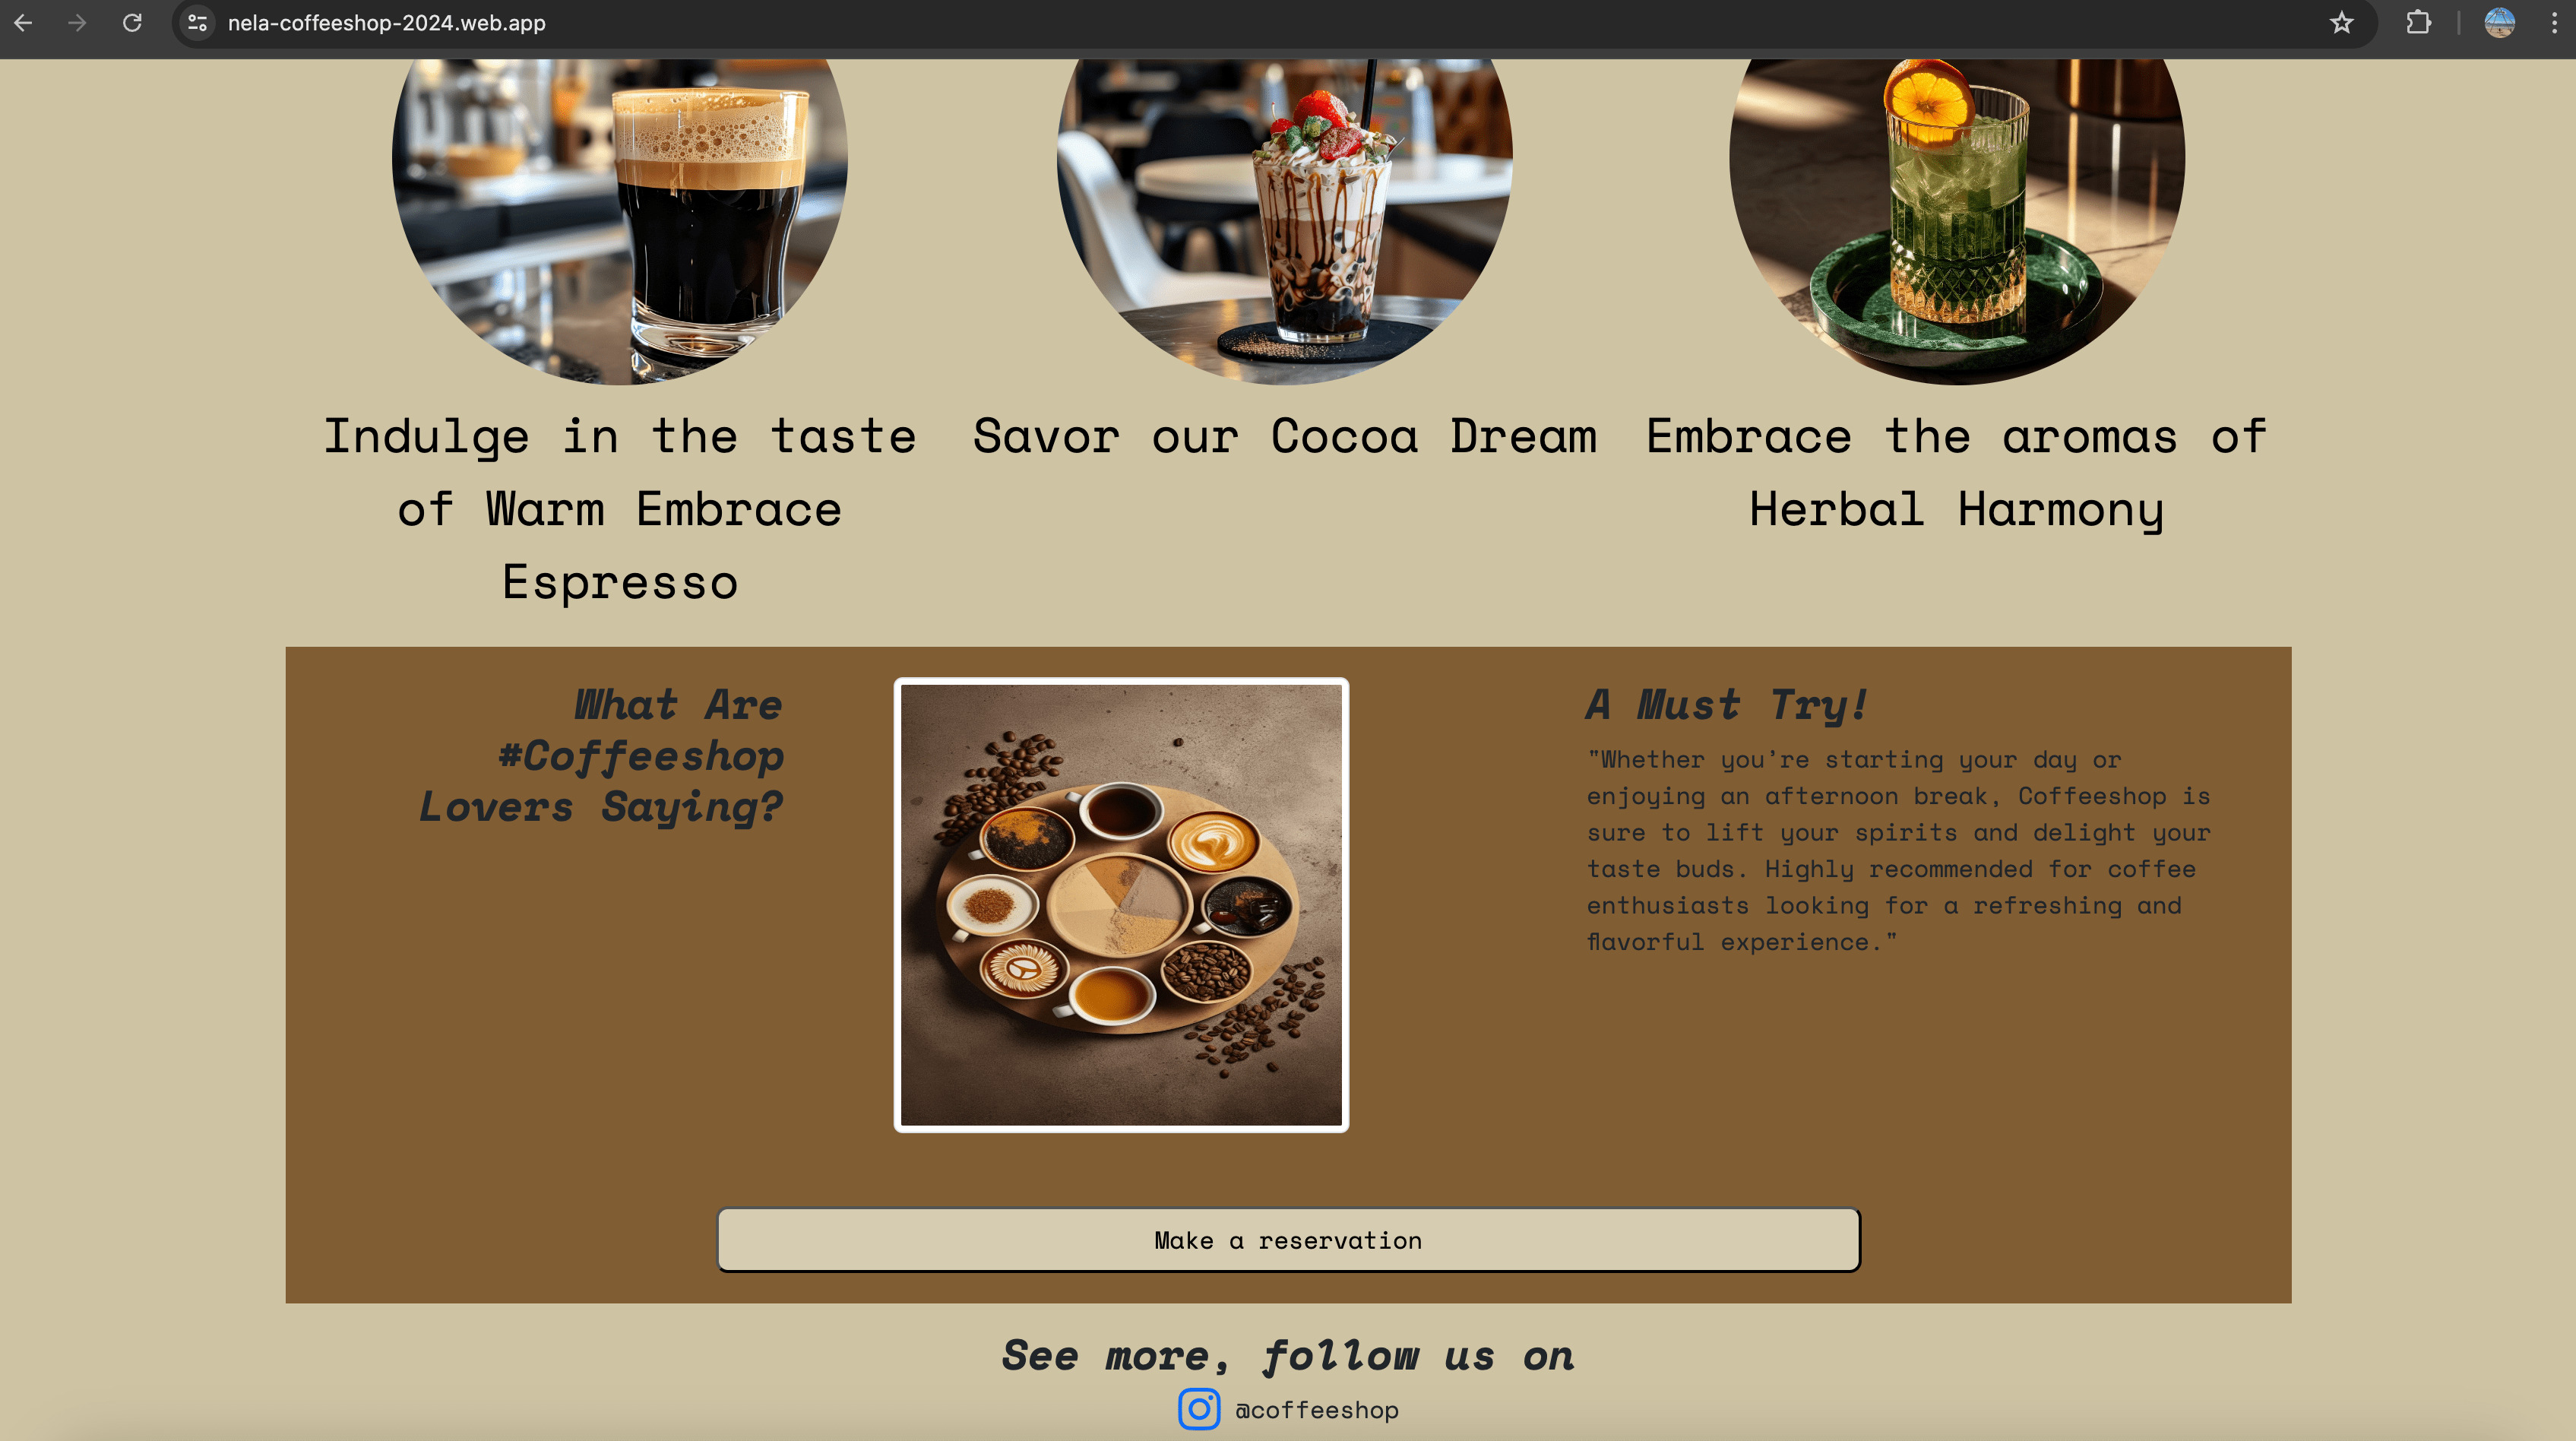 nela-coffeeshop-2024.web.app
Indulge in the taste
of Warm Embrace
Espresso
Savor our Cocoa Dream
Embrace the aromas of
Herbal Harmony
What Are
#Coffeeshop
Lovers Saying?
A Must Try!
"Whether you’re starting your day or
enjoying an afternoon break, Coffeeshop is
sure to lift your spirits and delight your
taste buds. Highly recommended for coffee
enthusiasts looking for a refreshing and
flavorful experience."
Make a reservation
See more, follow us on
@coffeeshop